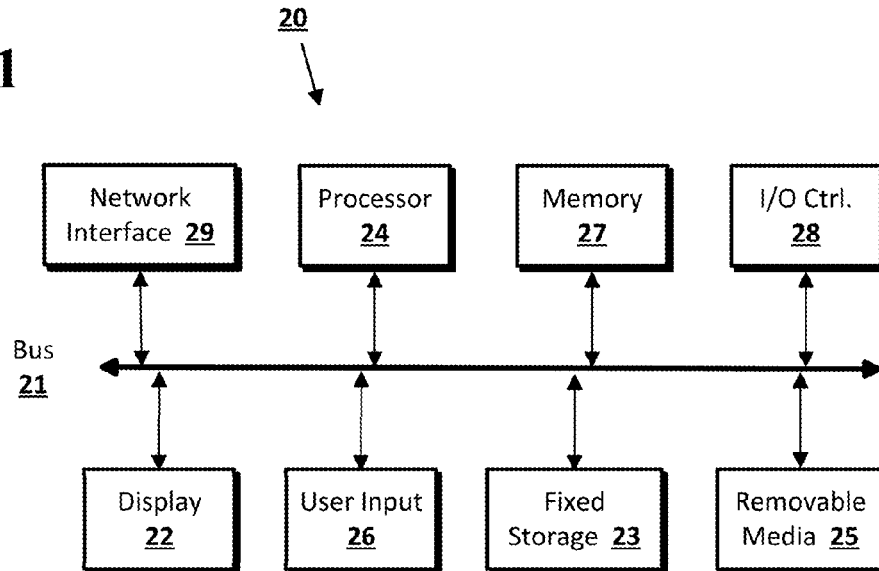 20
1
Network
Interface 29
Processor
24
Memory
27
I/O Ctrl.
28
Bus
21
Display
22
User Input
26
Fixed
Storage 23
Removable
Media 25